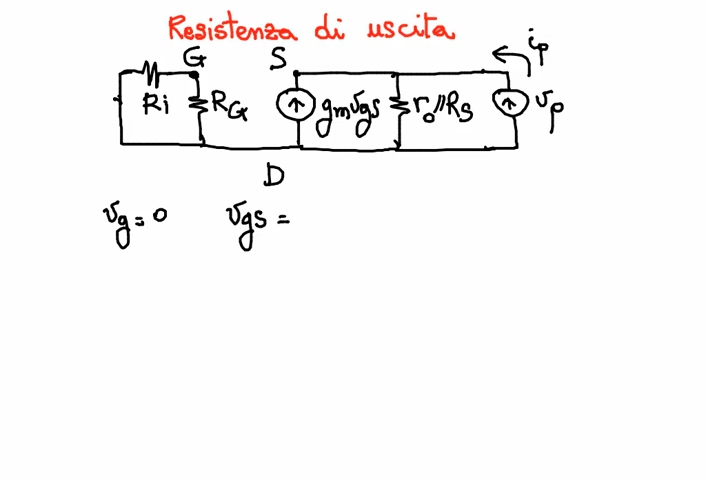 Resistenza di uscita
G S ip
Ri RG gmvgs ro//Rs vp
D
vg=0 vgs=